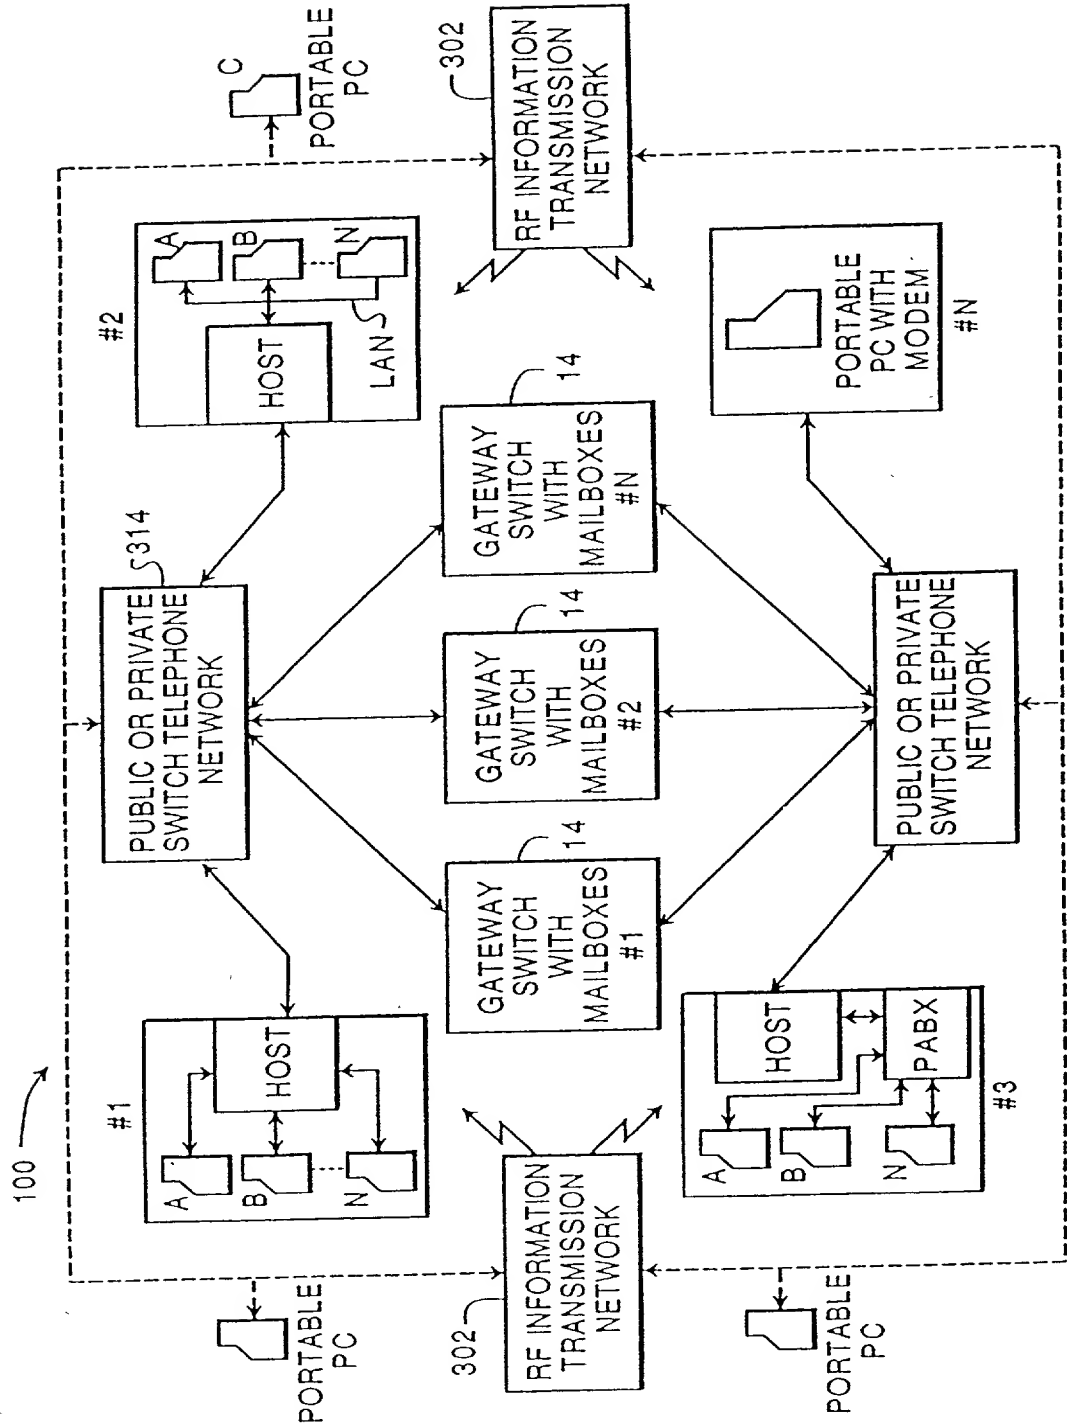 100
PORTABLE
PC
#1
A
B
N
HOST
PUBLIC OR PRIVATE
SWITCH TELEPHONE
NETWORK
314
#2
HOST
A
B
N
LAN
C
PORTABLE
PC
302
RF INFORMATION
TRANSMISSION
NETWORK
GATEWAY
SWITCH
WITH
MAILBOXES
#1
14
GATEWAY
SWITCH
WITH
MAILBOXES
#2
14
GATEWAY
SWITCH
WITH
MAILBOXES
#N
14
302
RF INFORMATION
TRANSMISSION
NETWORK
PORTABLE
PC
A
B
N
HOST
PABX
#3
PUBLIC OR PRIVATE
SWITCH TELEPHONE
NETWORK
PORTABLE
PC WITH
MODEM
#N